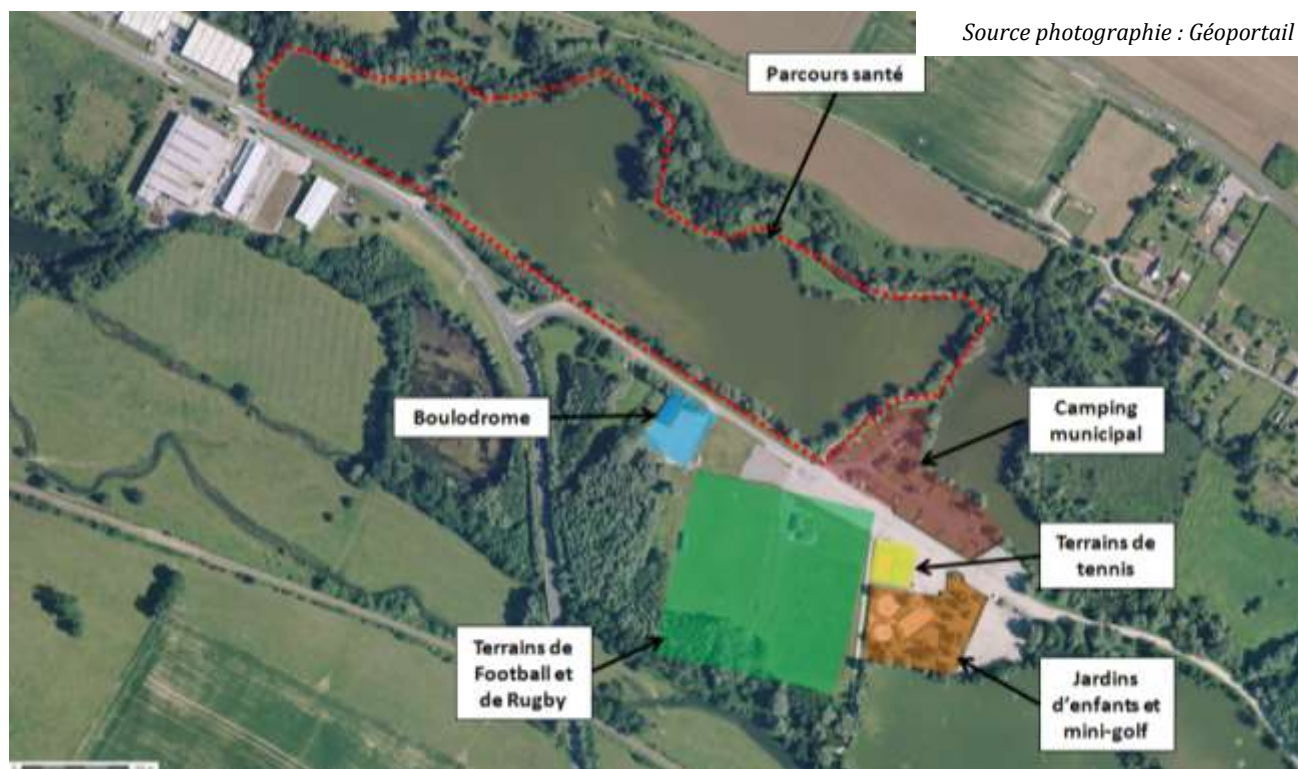 Source photographie : Géoportail
Parcours santé
Boulodrome
Camping
municipal
Terrains de
tennis
Terrains de
Football et
de Rugby
Jardins
d'enfants et
mini-golf